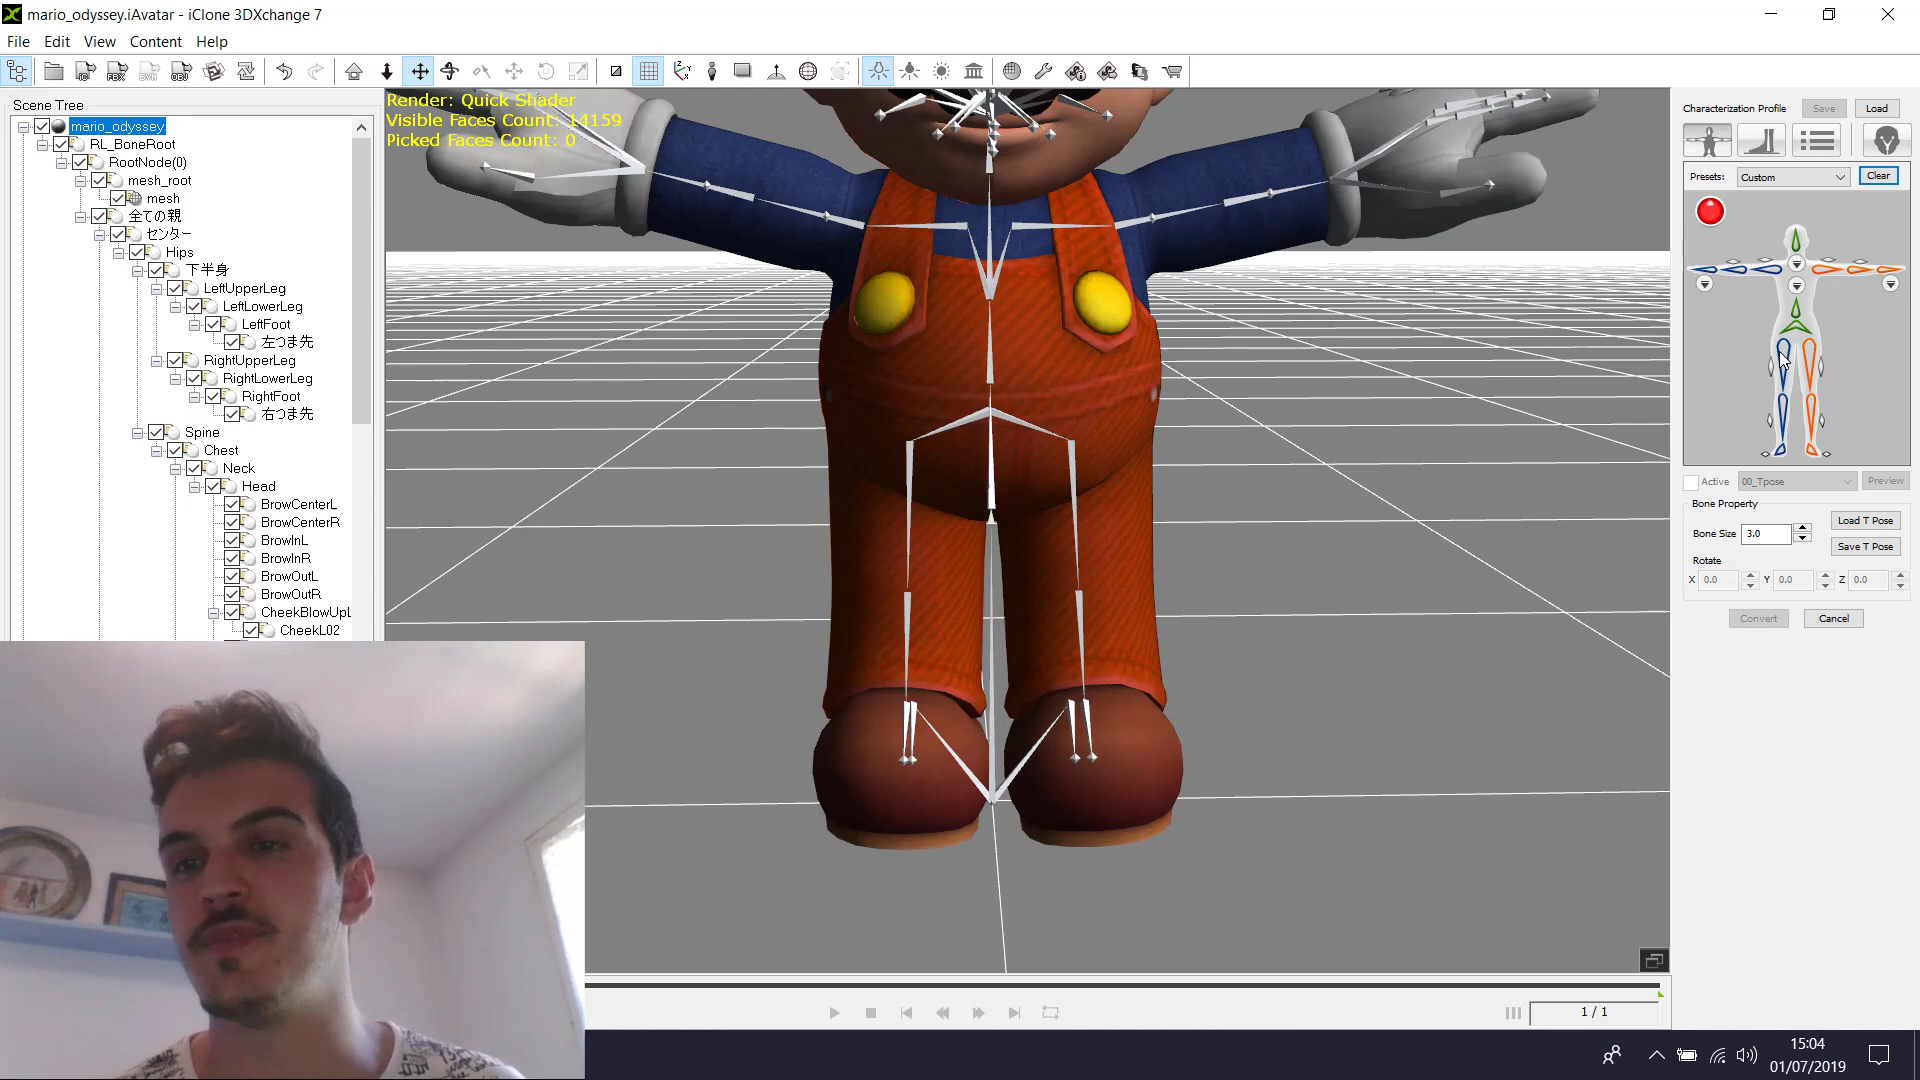 mario_odyssey.iAvatar - iClone 3DXchange 7
File Edit View Content Help
IC FBX BVH OBJ
Scene Tree
mario_odyssey
RL_BoneRoot
RootNode(0)
mesh_root
mesh
全ての親
センター
Hips
下半身
LeftUpperLeg
LeftLowerLeg
LeftFoot
左つま先
RightUpperLeg
RightLowerLeg
RightFoot
右つま先
Spine
Chest
Neck
Head
BrowCenterL
BrowCenterR
BrowInL
BrowInR
BrowOutL
BrowOutR
CheekBlowUpL
CheekL02
Render: Quick Shader
Visible Faces Count: 14159
Picked Faces Count: 0
Characterization Profile Save Load
Presets: Custom Clear
Active 00_Tpose Preview
Bone Property
Bone Size 3.0 Load T Pose
Save T Pose
Rotate
X 0.0 Y 0.0 Z 0.0
Convert Cancel
1 / 1
15:04
01/07/2019